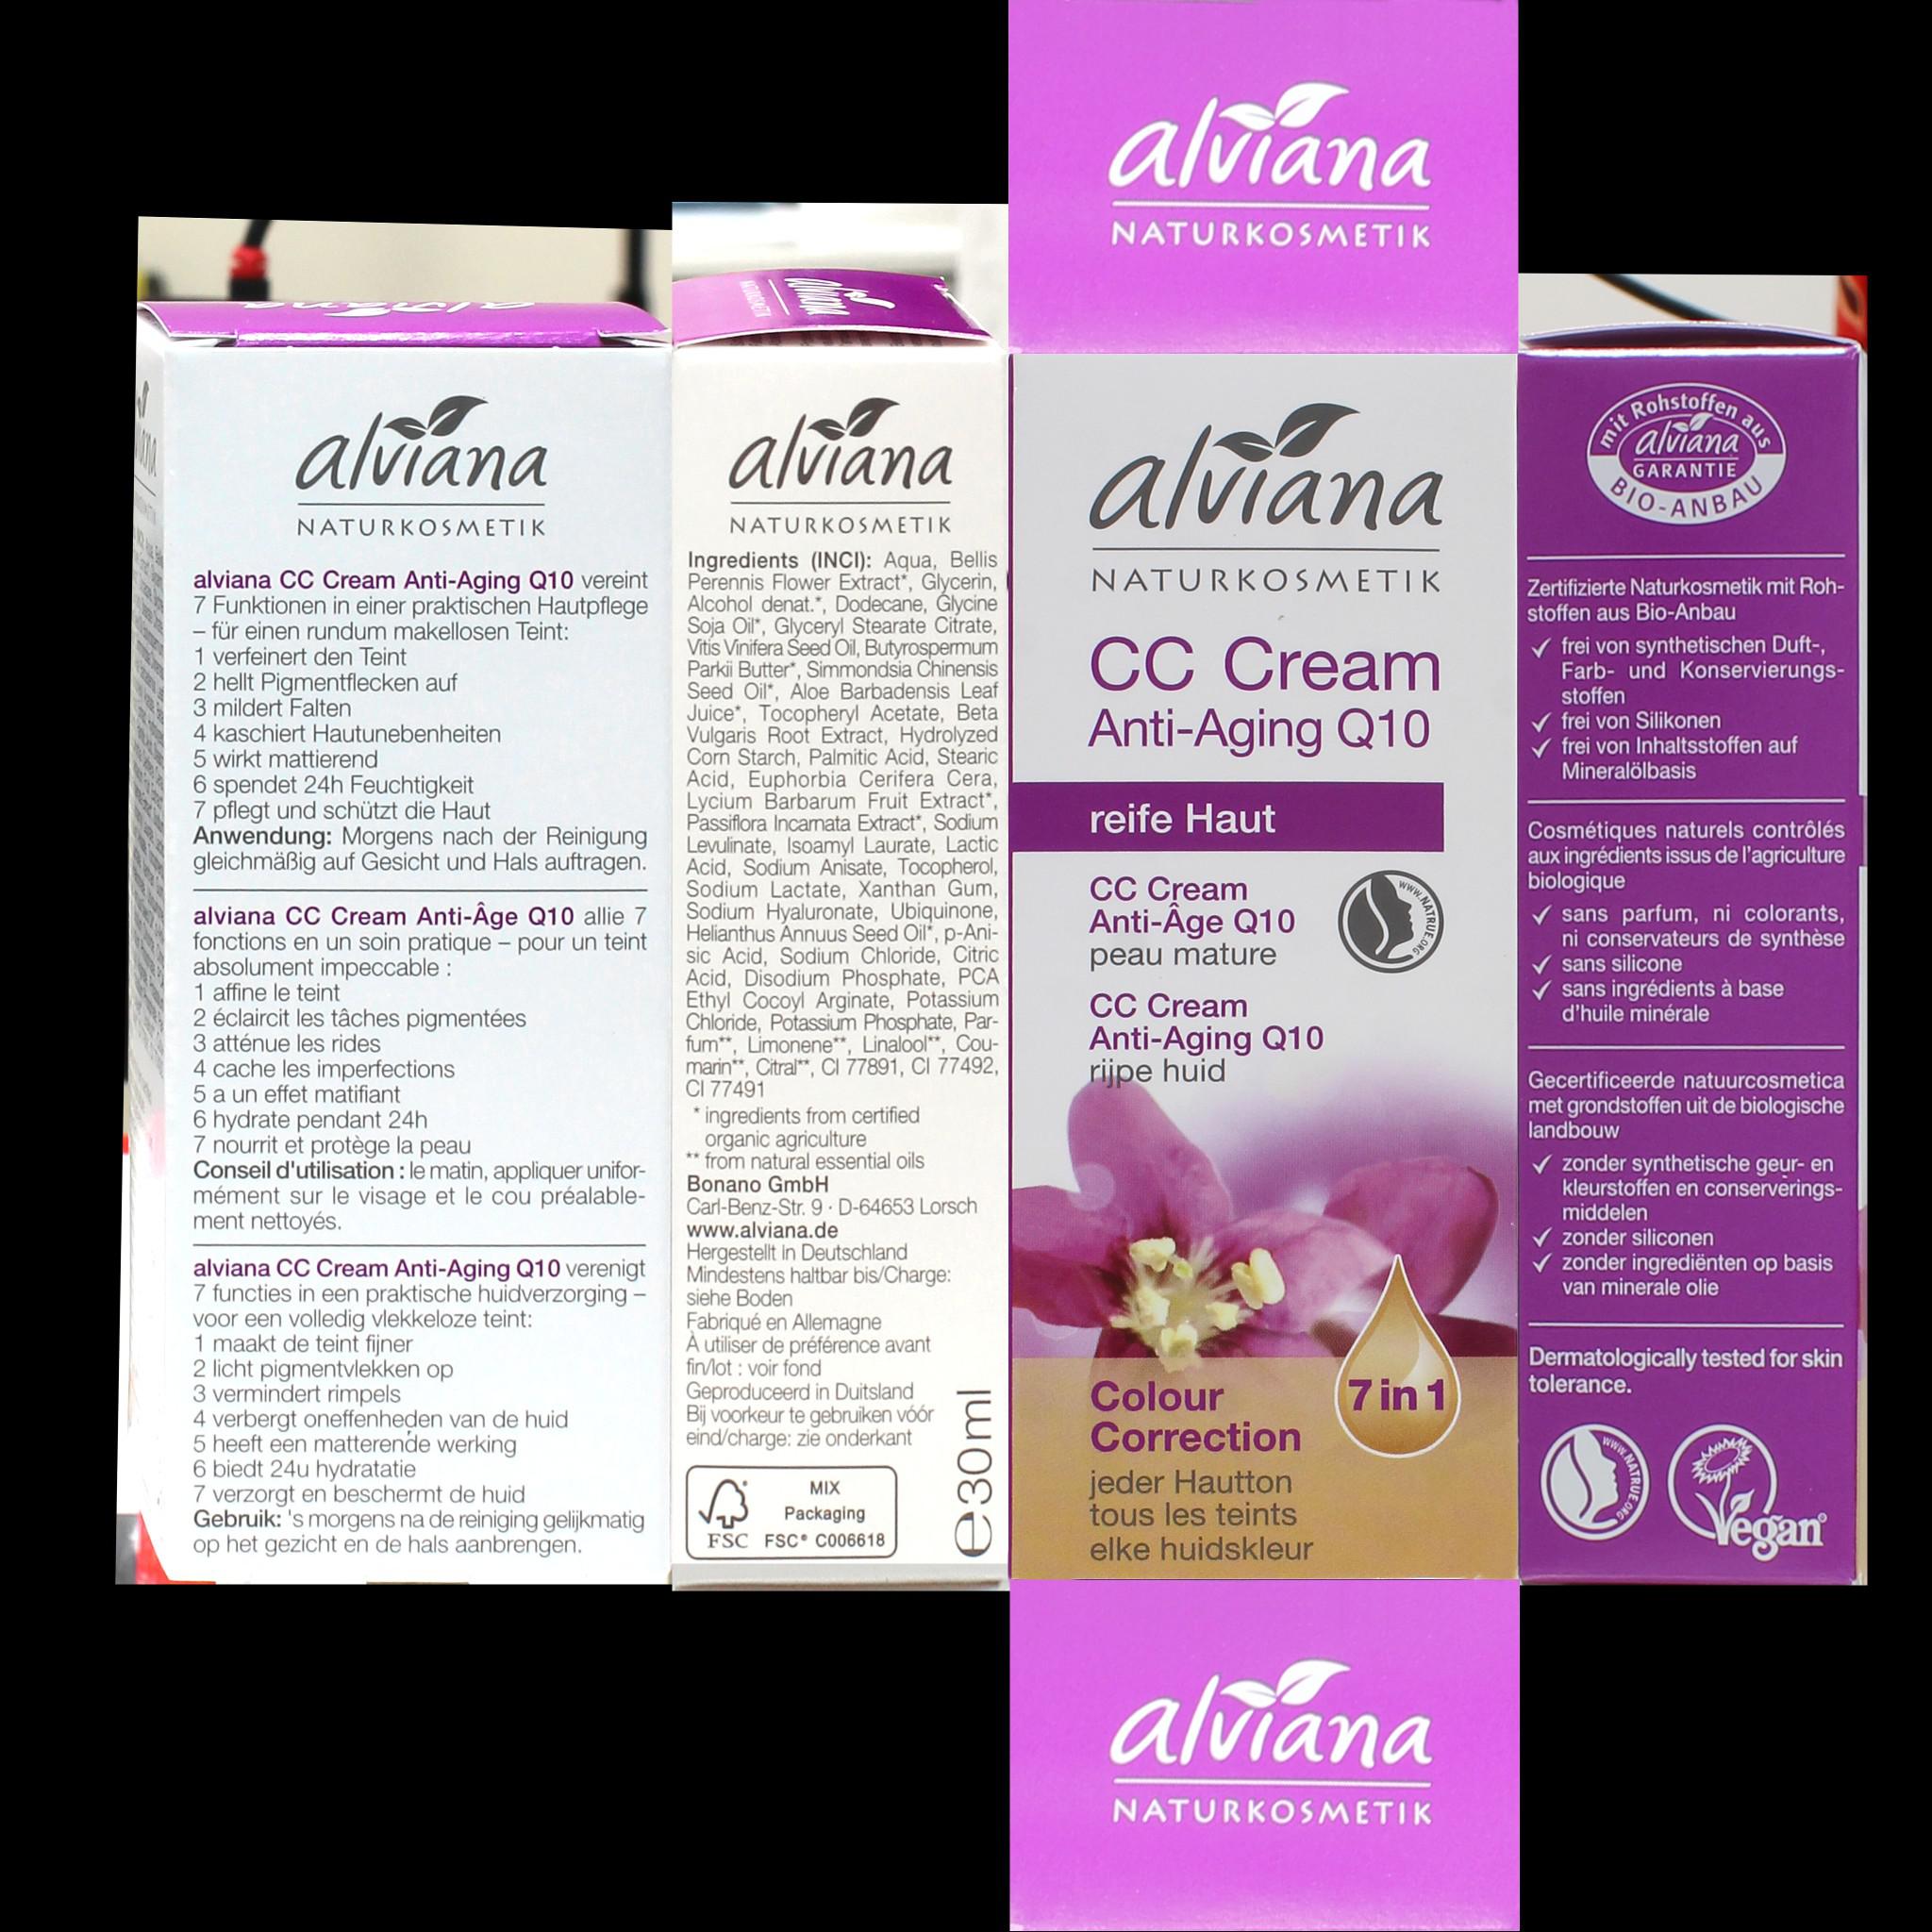 alviana
NATURKOSMETIK
alviana
NATURKOSMETIK
alviana CC Cream Anti-Aging Q10 vereint
7 Funktionen in einer praktischen Hautpflege
– für einen rundum makellosen Teint:
1 verfeinert den Teint
2 hellt Pigmentflecken auf
3 mildert Falten
4 kaschiert Hautunebenheiten
5 wirkt mattierend
6 spendet 24h Feuchtigkeit
7 pflegt und schützt die Haut
Anwendung: Morgens nach der Reinigung
gleichmäßig auf Gesicht und Hals auftragen.
alviana CC Cream Anti-Âge Q10 allie 7
fonctions en un soin pratique – pour un teint
absolument impeccable :
1 affine le teint
2 éclaircit les tâches pigmentées
3 atténue les rides
4 cache les imperfections
5 a un effet matifiant
6 hydrate pendant 24h
7 nourrit et protège la peau
Conseil d'utilisation : le matin, appliquer unifor-
mément sur le visage et le cou préalable-
ment nettoyés.
alviana CC Cream Anti-Aging Q10 verenigt
7 functies in een praktische huidverzorging –
voor een volledig vlekkeloze teint:
1 maakt de teint fijner
2 licht pigmentvlekken op
3 vermindert rimpels
4 verbergt oneffenheden van de huid
5 heeft een matterende werking
6 biedt 24u hydratatie
7 verzorgt en beschermt de huid
Gebruik: 's morgens na de reiniging gelijkmatig
op het gezicht en de hals aanbrengen.
alviana
NATURKOSMETIK
alviana
NATURKOSMETIK
Ingredients (INCI): Aqua, Bellis
Perennis Flower Extract*, Glycerin,
Alcohol denat.*, Dodecane, Glycine
Soja Oil*, Glyceryl Stearate Citrate,
Vitis Vinifera Seed Oil, Butyrospermum
Parkii Butter*, Simmondsia Chinensis
Seed Oil*, Aloe Barbadensis Leaf
Juice*, Tocopheryl Acetate, Beta
Vulgaris Root Extract, Hydrolyzed
Corn Starch, Palmitic Acid, Stearic
Acid, Euphorbia Cerifera Cera,
Lycium Barbarum Fruit Extract*,
Passiflora Incarnata Extract*, Sodium
Levulinate, Isoamyl Laurate, Lactic
Acid, Sodium Anisate, Tocopherol,
Sodium Lactate, Xanthan Gum,
Sodium Hyaluronate, Ubiquinone,
Helianthus Annuus Seed Oil*, p-Ani-
sic Acid, Sodium Chloride, Citric
Acid, Disodium Phosphate, PCA
Ethyl Cocoyl Arginate, Potassium
Chloride, Potassium Phosphate, Par-
fum**, Limonene**, Linalool**, Cou-
marin**, Citral**, CI 77891, CI 77492,
CI 77491
* ingredients from certified
organic agriculture
** from natural essential oils
Bonano GmbH
Carl-Benz-Str. 9 · D-64653 Lorsch
www.alviana.de
Hergestellt in Deutschland
Mindestens haltbar bis/Charge:
siehe Boden
Fabriqué en Allemagne
À utiliser de préférence avant
fin/lot : voir fond
Geproduceerd in Duitsland
Bij voorkeur te gebruiken vóór
eind/charge: zie onderkant
MIX
Packaging
FSC FSC® C006618
℮30ml
alviana
NATURKOSMETIK
CC Cream
Anti-Aging Q10
reife Haut
CC Cream
Anti-Âge Q10
peau mature
WWW.NATRUE.ORG
CC Cream
Anti-Aging Q10
rijpe huid
7 in 1
Colour
Correction
jeder Hautton
tous les teints
elke huidskleur
mit Rohstoffen aus
alviana
GARANTIE
BIO-ANBAU
Zertifizierte Naturkosmetik mit Roh-
stoffen aus Bio-Anbau
✓ frei von synthetischen Duft-,
Farb- und Konservierungs-
stoffen
✓ frei von Silikonen
✓ frei von Inhaltsstoffen auf
Mineralölbasis
Cosmétiques naturels contrôlés
aux ingrédients issus de l'agriculture
biologique
✓ sans parfum, ni colorants,
ni conservateurs de synthèse
✓ sans silicone
✓ sans ingrédients à base
d'huile minérale
Gecertificeerde natuurcosmetica
met grondstoffen uit de biologische
landbouw
✓ zonder synthetische geur- en
kleurstoffen en conserverings-
middelen
✓ zonder siliconen
✓ zonder ingrediënten op basis
van minerale olie
Dermatologically tested for skin
tolerance.
WWW.NATRUE.ORG
Vegan
alviana
NATURKOSMETIK